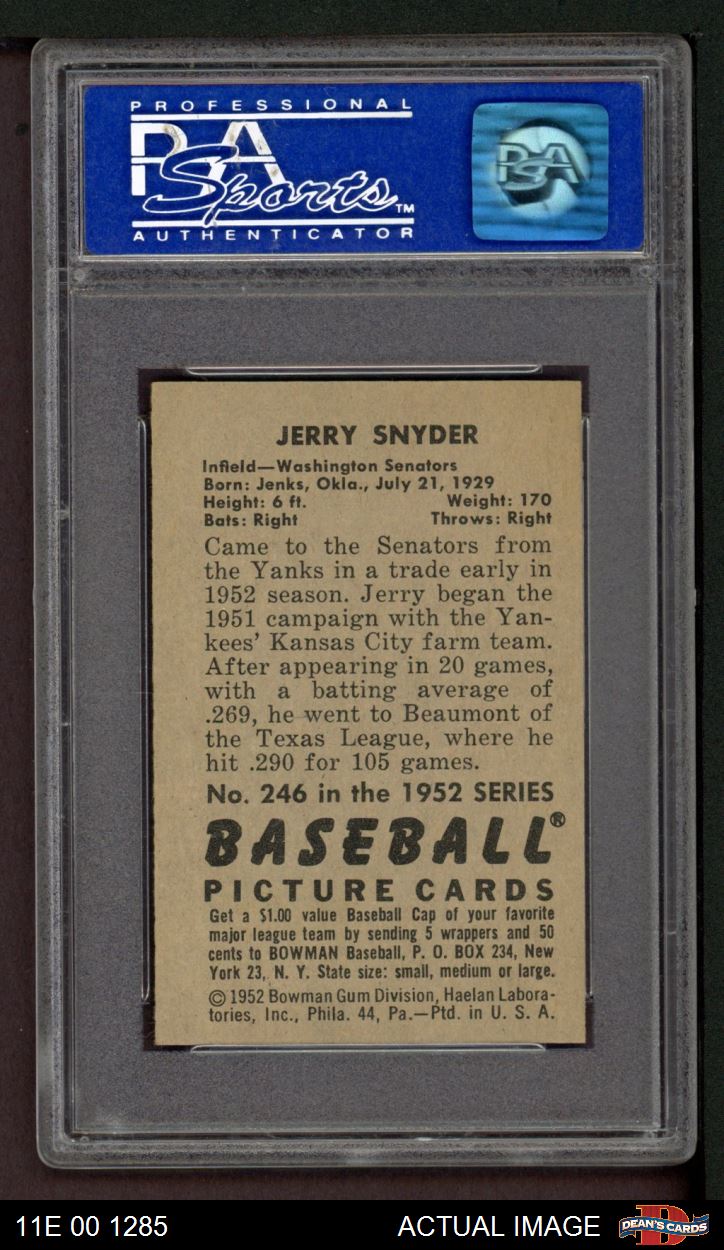 PROFESSIONAL
PSA
Sports™
AUTHENTICATOR
PSA
JERRY SNYDER
Infield—Washington Senators
Born: Jenks, Okla., July 21, 1929
Height: 6 ft. Weight: 170
Bats: Right Throws: Right
Came to the Senators from
the Yanks in a trade early in
1952 season. Jerry began the
1951 campaign with the Yan-
kees' Kansas City farm team.
After appearing in 20 games,
with a batting average of
.269, he went to Beaumont of
the Texas League, where he
hit .290 for 105 games.
No. 246 in the 1952 SERIES
BASEBALL®
PICTURE CARDS
Get a $1.00 value Baseball Cap of your favorite
major league team by sending 5 wrappers and 50
cents to BOWMAN Baseball, P. O. BOX 234, New
York 23, N. Y. State size: small, medium or large.
© 1952 Bowman Gum Division, Haelan Labora-
tories, Inc., Phila. 44, Pa.—Ptd. in U. S. A.
11E 00 1285 ACTUAL IMAGE DEAN'S CARDS